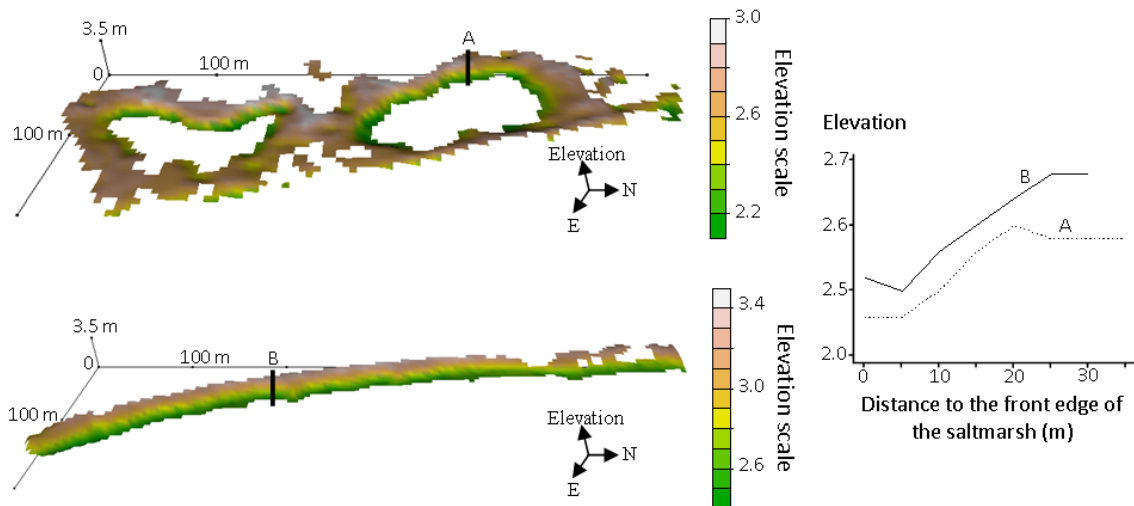 3.5 m
0
100 m
100 m
A
Elevation
N
E
3.0
2.6
2.2
Elevation scale
3.5 m
0
100 m
100 m
B
Elevation
N
E
3.4
3.0
2.6
Elevation scale
Elevation
2.7
2.6
2.5
2.0
B
A
0
10
20
30
Distance to the front edge of
the saltmarsh (m)